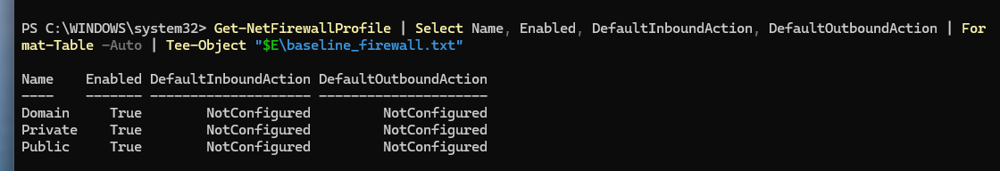 PS C:\WINDOWS\system32> Get-NetFirewallProfile | Select Name, Enabled, DefaultInboundAction, DefaultOutboundAction | For
mat-Table -Auto | Tee-Object "$E\baseline_firewall.txt"
Name    Enabled DefaultInboundAction DefaultOutboundAction
----    ------- -------------------- ---------------------
Domain     True        NotConfigured         NotConfigured
Private    True        NotConfigured         NotConfigured
Public     True        NotConfigured         NotConfigured